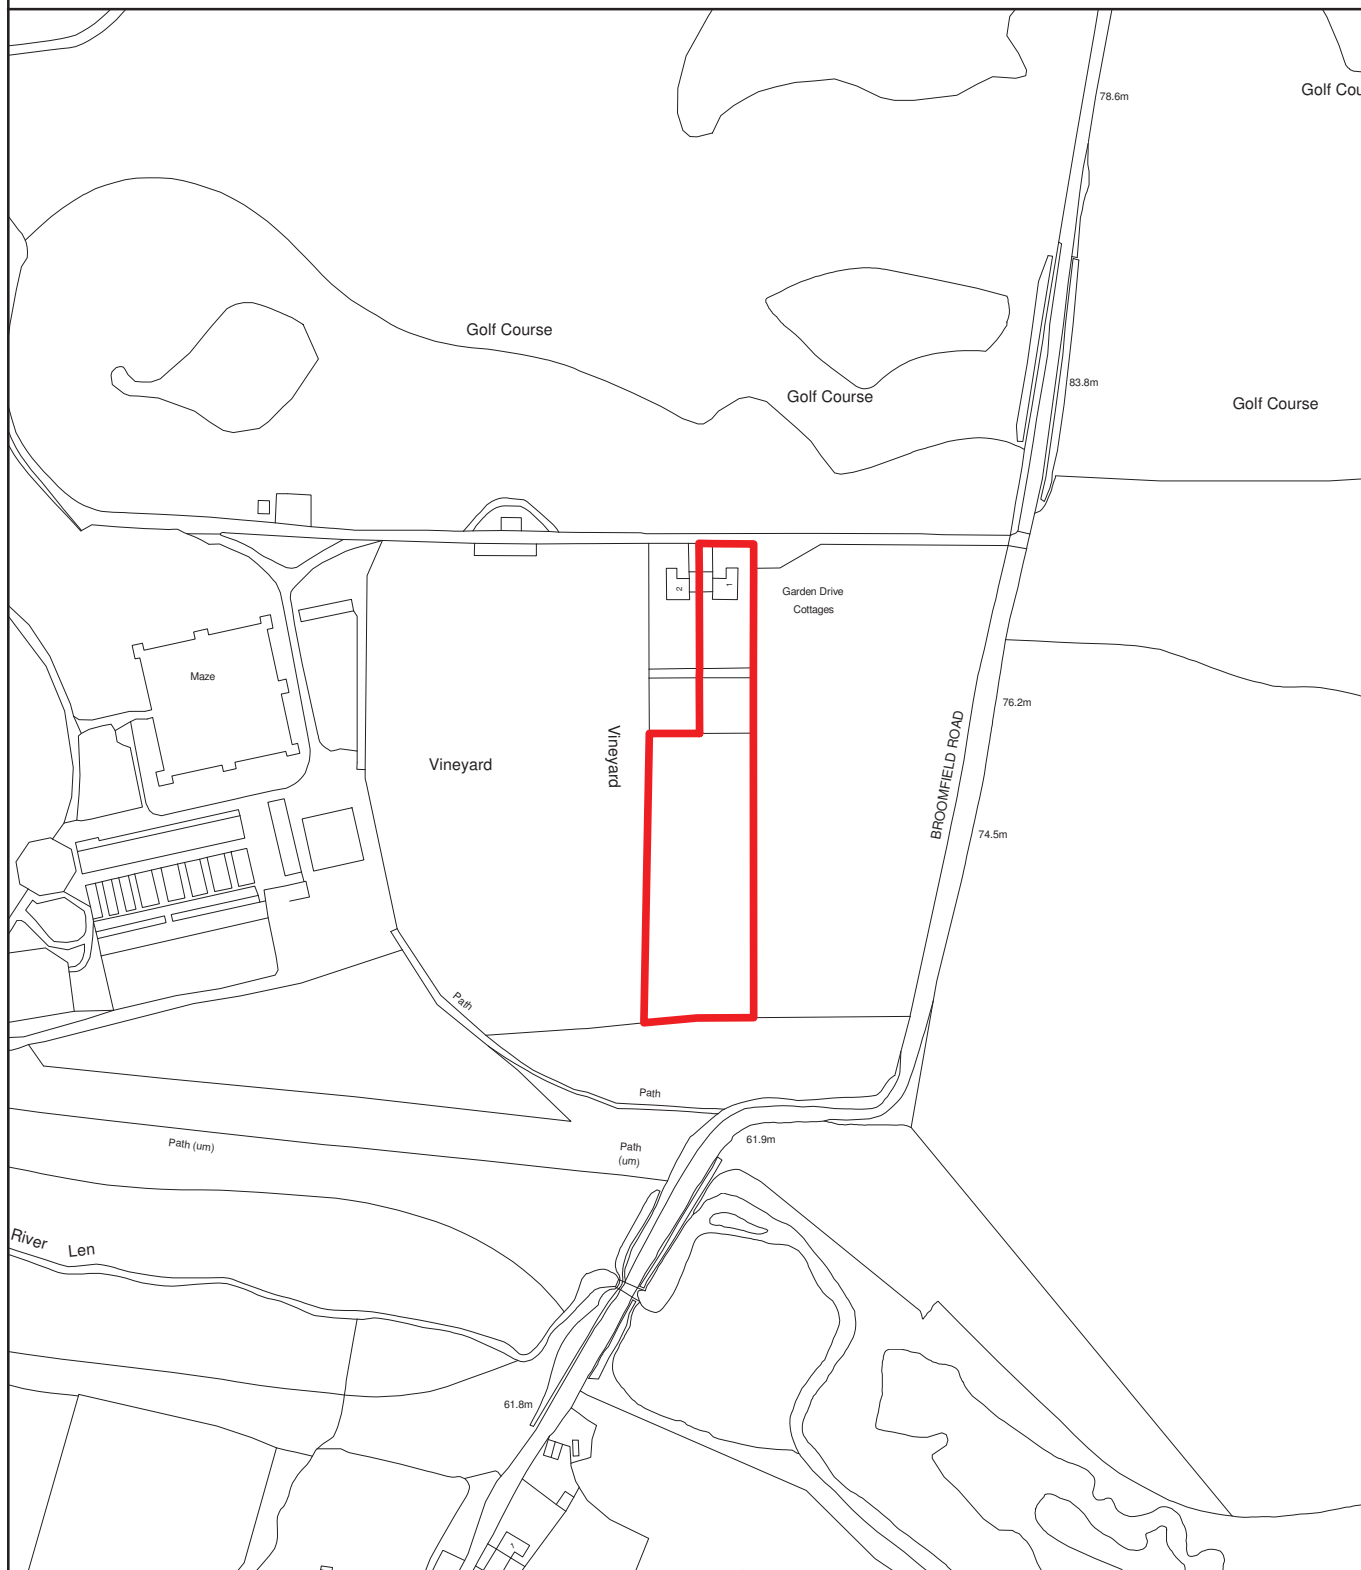 78.6m
Golf Cou
Golf Course
83.8m
Golf Course
Golf Course
2
1
Garden Drive
Cottages
Maze
76.2m
BROOMFIELD ROAD
Vineyard
Vineyard
74.5m
Path
Path
61.9m
Path (um)
Path
(um)
River Len
61.8m
1